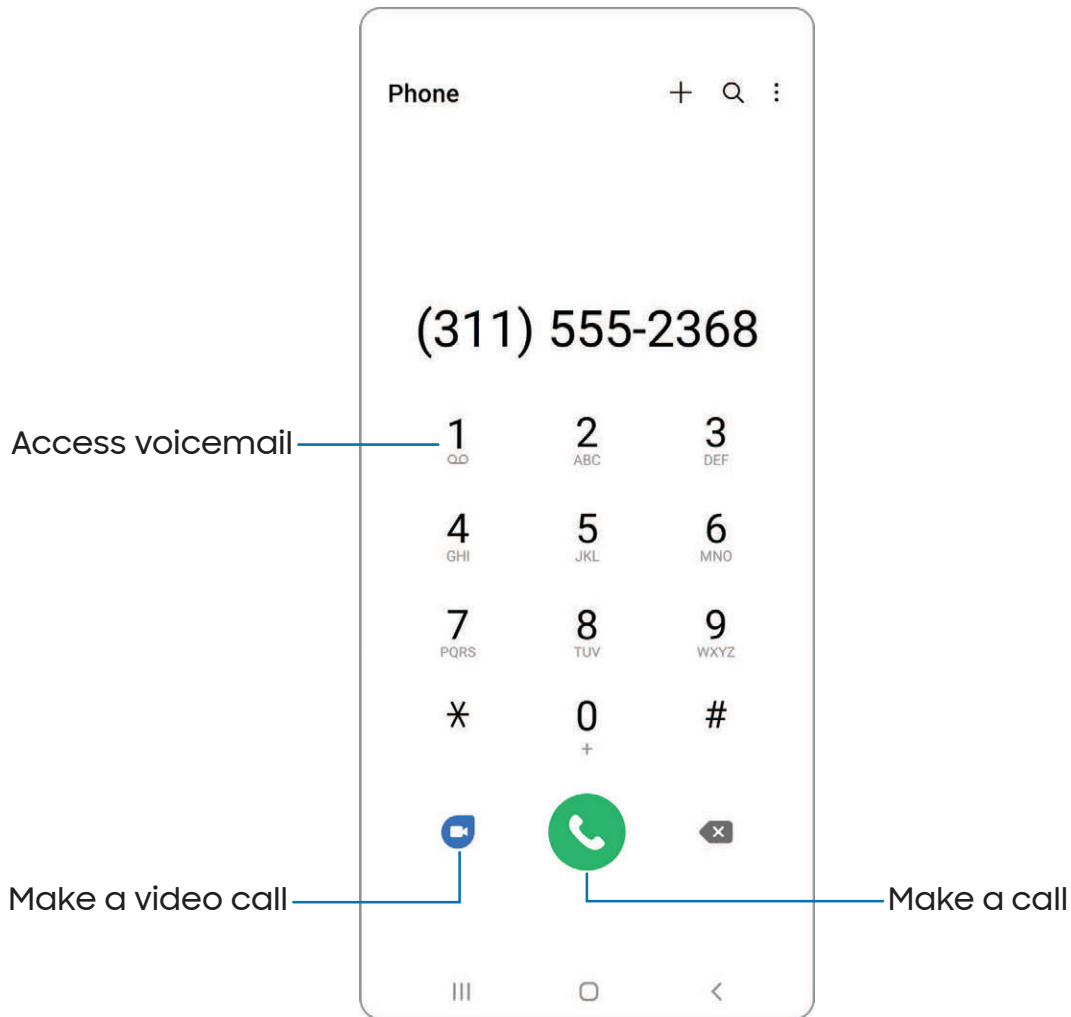 Phone
(311) 555-2368
Access voicemail
1 2 3
ABC DEF
4 5 6
GHI JKL MNO
7 8 9
PQRS TUV WXYZ
* 0 #
+
Make a video call
Make a call